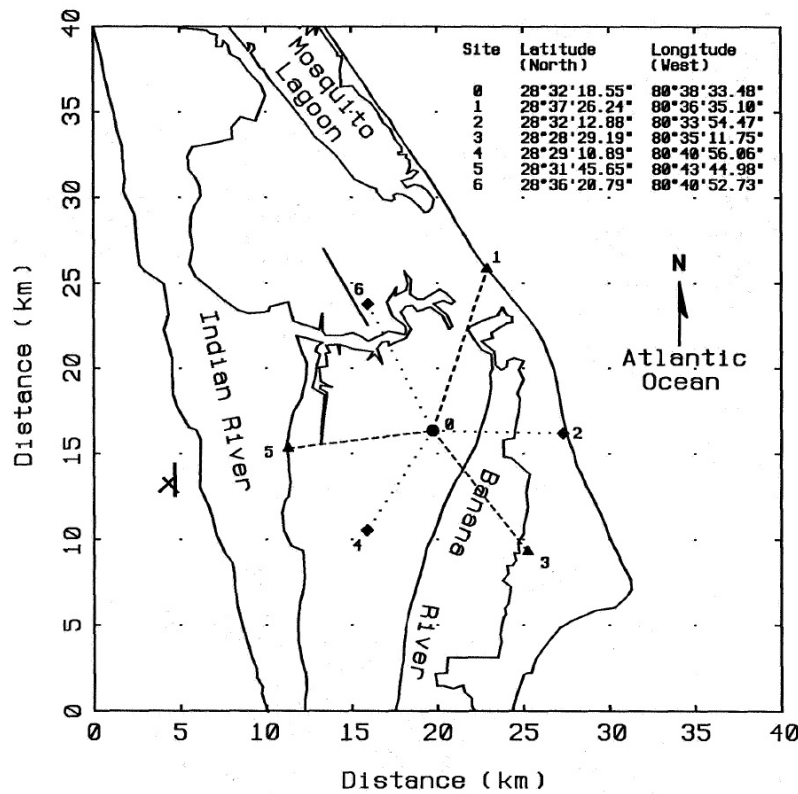 Site Latitude Longitude
(North) (West)
0 28°32'18.55" 80°38'33.48"
1 28°37'26.24" 80°36'35.10"
2 28°32'12.88" 80°33'54.47"
3 28°28'29.19" 80°35'11.75"
4 28°29'10.89" 80°40'56.06"
5 28°31'45.65" 80°43'44.98"
6 28°36'20.79" 80°40'52.73"
Mosquito
Lagoon
N
Atlantic
Ocean
Indian River
Banana
River
1
6
0
2
5
4
3
40
35
30
25
20
15
10
5
0
Distance (km)
0 5 10 15 20 25 30 35 40
Distance (km)